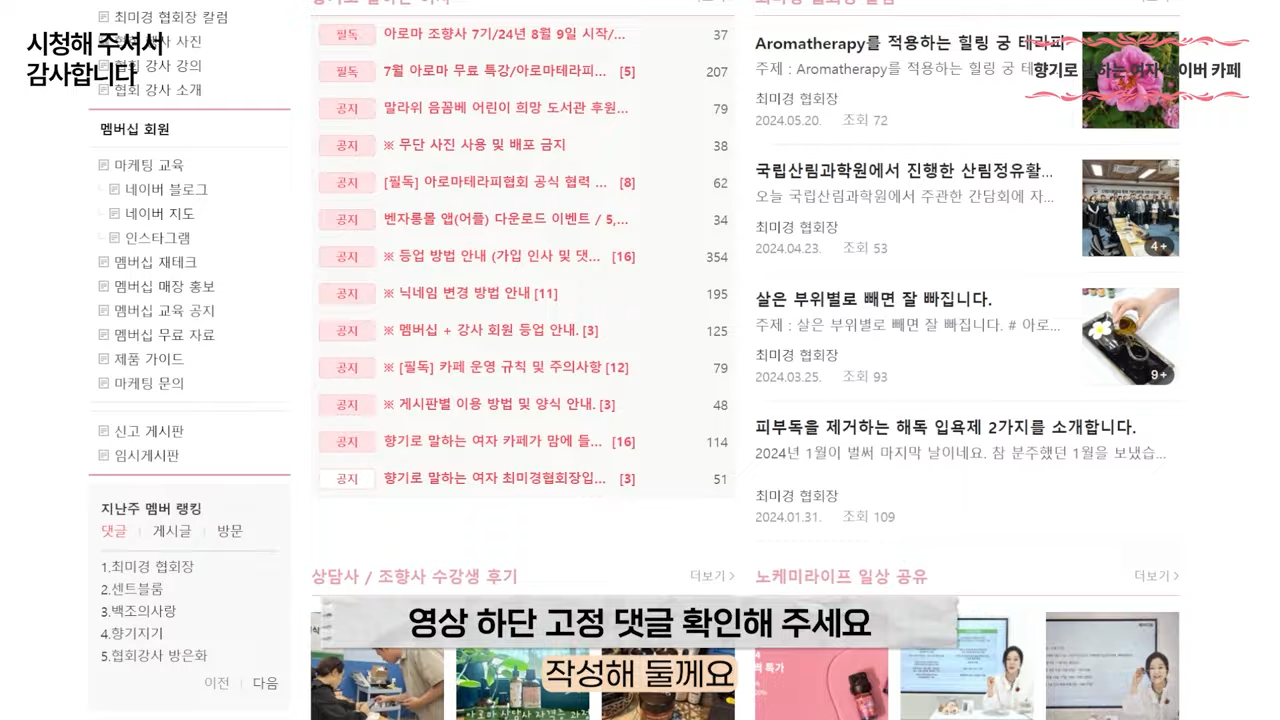 최미경 협회장 칼럼
시청해 주셔서
감사합니다
협회 강사 사진
협회 강사 강의
협회 강사 소개
멤버십 회원
마케팅 교육
네이버 블로그
네이버 지도
인스타그램
멤버십 재테크
멤버십 매장 홍보
멤버십 교육 공지
멤버십 무료 자료
제품 가이드
마케팅 문의
신고 게시판
임시게시판
지난주 멤버 랭킹
댓글 게시글 방문
1.최미경 협회장
2.센트블룸
3.백조의사랑
4.향기지기
5.협회강사 방은화
이전 다음
필독 아로마 조향사 7기/24년 8월 9일 시작/... 37
필독 7월 아로마 무료 특강/아로마테라피... [5] 207
공지 말라위 음꼼베 어린이 희망 도서관 후원... 79
공지 ※ 무단 사진 사용 및 배포 금지 38
공지 [필독] 아로마테라피협회 공식 협력 ... [8] 62
공지 벤자롱몰 앱(어플) 다운로드 이벤트 / 5,... 34
공지 ※ 등업 방법 안내 (가입 인사 및 댓... [16] 354
공지 ※ 닉네임 변경 방법 안내 [11] 195
공지 ※ 멤버십 + 강사 회원 등업 안내. [3] 125
공지 ※ [필독] 카페 운영 규칙 및 주의사항 [12] 79
공지 ※ 게시판별 이용 방법 및 양식 안내. [3] 48
공지 향기로 말하는 여자 카페가 맘에 들... [16] 114
공지 향기로 말하는 여자 최미경협회장입... [3] 51
Aromatherapy를 적용하는 힐링 궁 테라피
주제 : Aromatherapy를 적용하는 힐링 궁 테
향기로 말하는 여자 네이버 카페
최미경 협회장
2024.05.20. 조회 72
국립산림과학원에서 진행한 산림정유활...
오늘 국립산림과학원에서 주관한 간담회에 자...
최미경 협회장
2024.04.23. 조회 53
4+
살은 부위별로 빼면 잘 빠집니다.
주제 : 살은 부위별로 빼면 잘 빠집니다. # 아로...
최미경 협회장
2024.03.25. 조회 93
9+
피부독을 제거하는 해독 입욕제 2가지를 소개합니다.
2024년 1월이 벌써 마지막 날이네요. 참 분주했던 1월을 보냈습...
최미경 협회장
2024.01.31. 조회 109
상담사 / 조향사 수강생 후기 더보기
노케미라이프 일상 공유 더보기
영상 하단 고정 댓글 확인해 주세요
작성해 둘께요